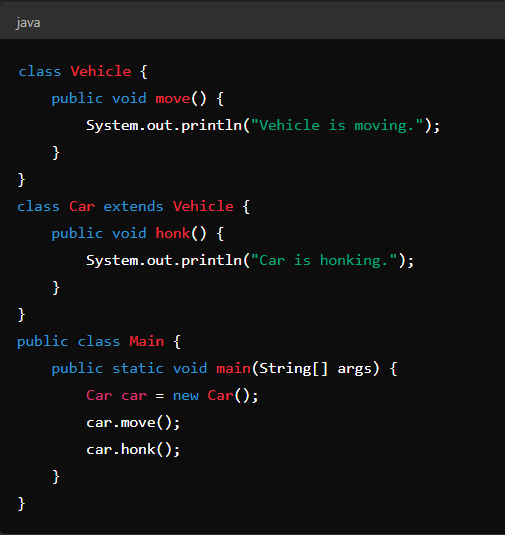 java
class Vehicle {
    public void move() {
        System.out.println("Vehicle is moving.");
    }
}
class Car extends Vehicle {
    public void honk() {
        System.out.println("Car is honking.");
    }
}
public class Main {
    public static void main(String[] args) {
        Car car = new Car();
        car.move();
        car.honk();
    }
}